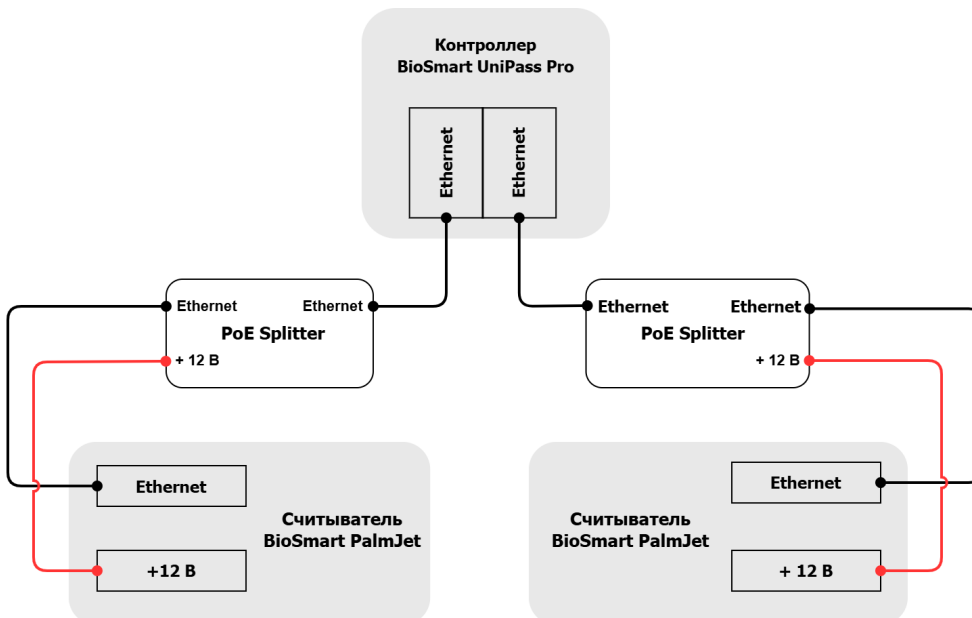 Контроллер
BioSmart UniPass Pro
Ethernet
Ethernet
Ethernet
Ethernet
PoE Splitter
+ 12 В
Ethernet
Ethernet
PoE Splitter
+ 12 В
Ethernet
Считыватель
BioSmart PalmJet
+12 В
Ethernet
Считыватель
BioSmart PalmJet
+ 12 В